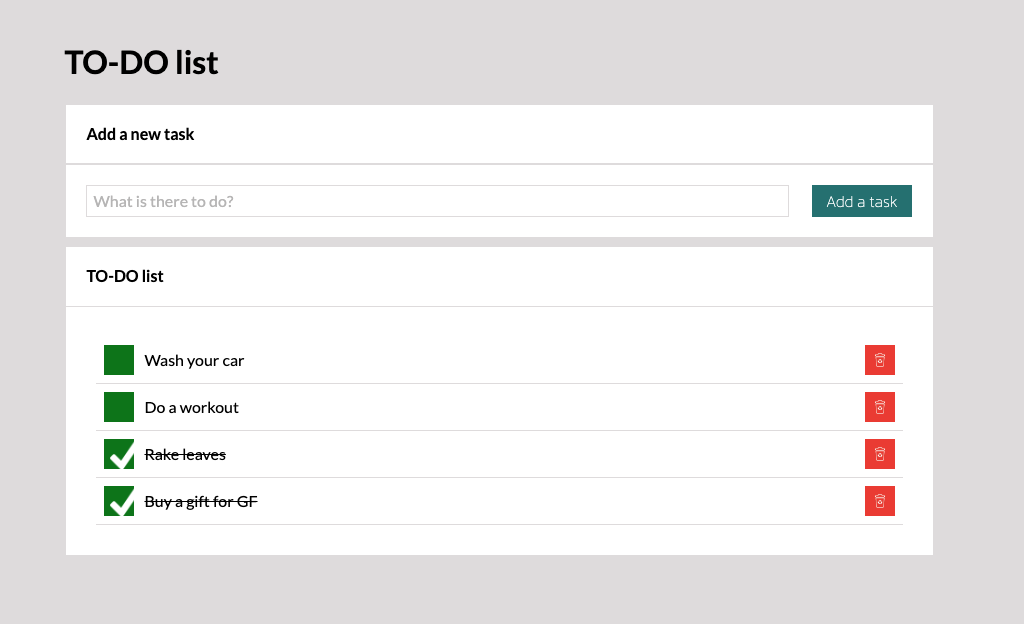 TO-DO list
Add a new task
What is there to do?
Add a task
TO-DO list
Wash your car
Do a workout
Rake leaves
Buy a gift for GF